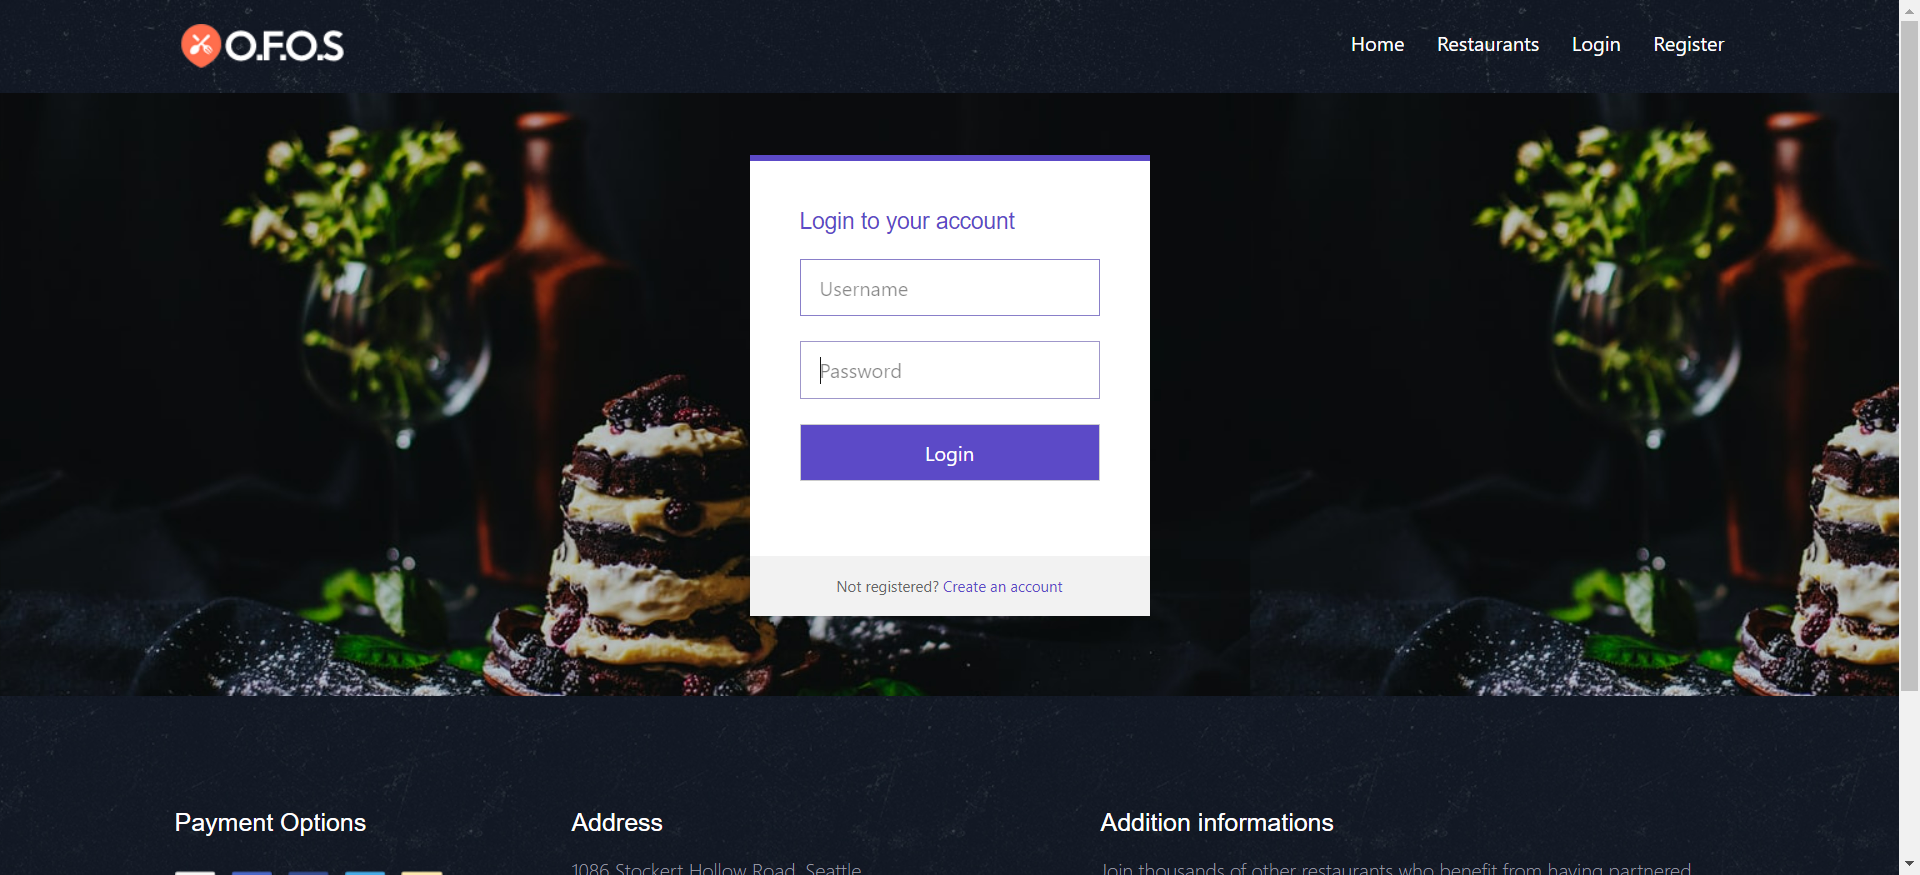 O.F.O.S
Home Restaurants Login Register
Login to your account
Username
Password
Login
Not registered? Create an account
Payment Options Address Addition informations
1086 Stockert Hollow Road, Seattle Join thousands of other restaurants who benefit from having partnered